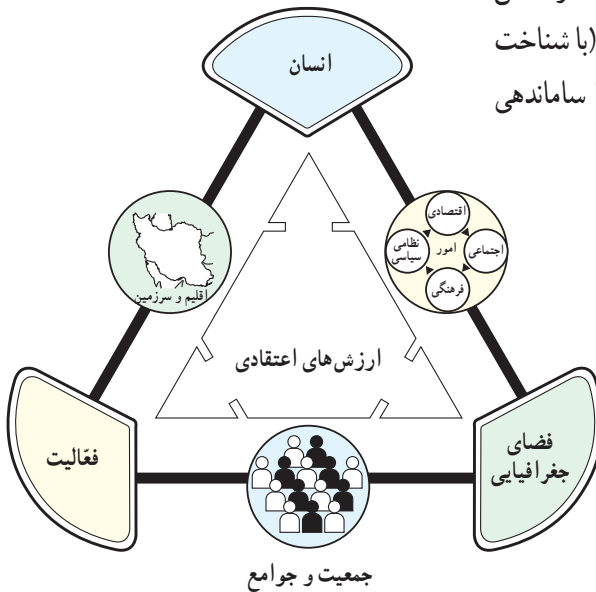 (با شناخت
ساماندهی
انسان
اقتصادی
نظامی
سیاسی
امور
اجتماعی
فرهنگی
اقلیم و سرزمین
ارزش‌های اعتقادی
فضای
جغرافیایی
فعّالیت
جمعیت و جوامع